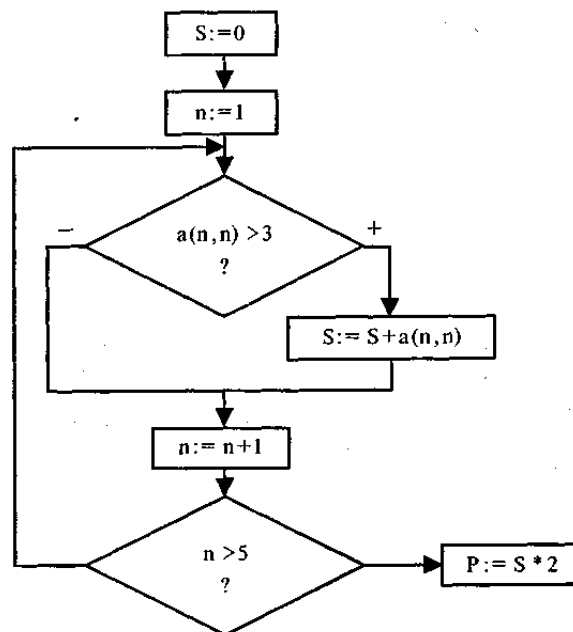 S:=0
n:=1
–
a(n,n) >3
?
+
S:= S+a(n,n)
n:= n+1
n >5
?
P:= S * 2